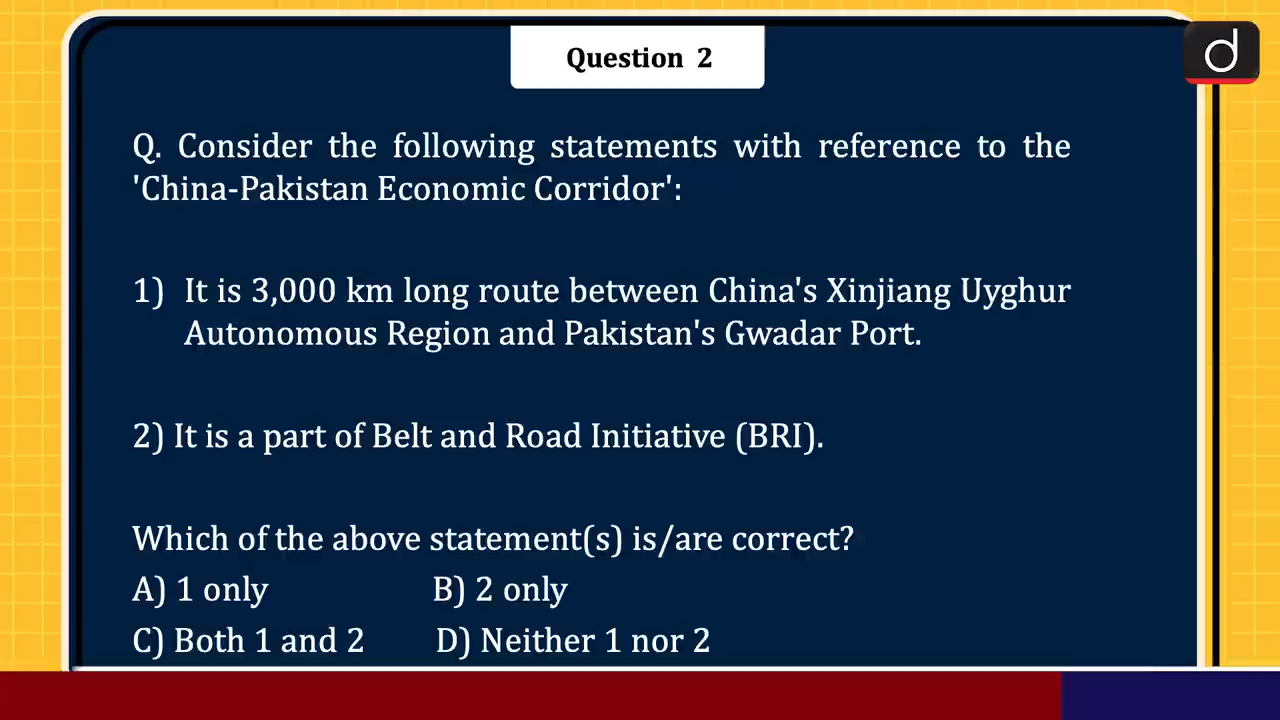 Question 2
d
Q. Consider the following statements with reference to the
'China-Pakistan Economic Corridor':
1) It is 3,000 km long route between China's Xinjiang Uyghur
Autonomous Region and Pakistan's Gwadar Port.
2) It is a part of Belt and Road Initiative (BRI).
Which of the above statement(s) is/are correct?
A) 1 only B) 2 only
C) Both 1 and 2 D) Neither 1 nor 2